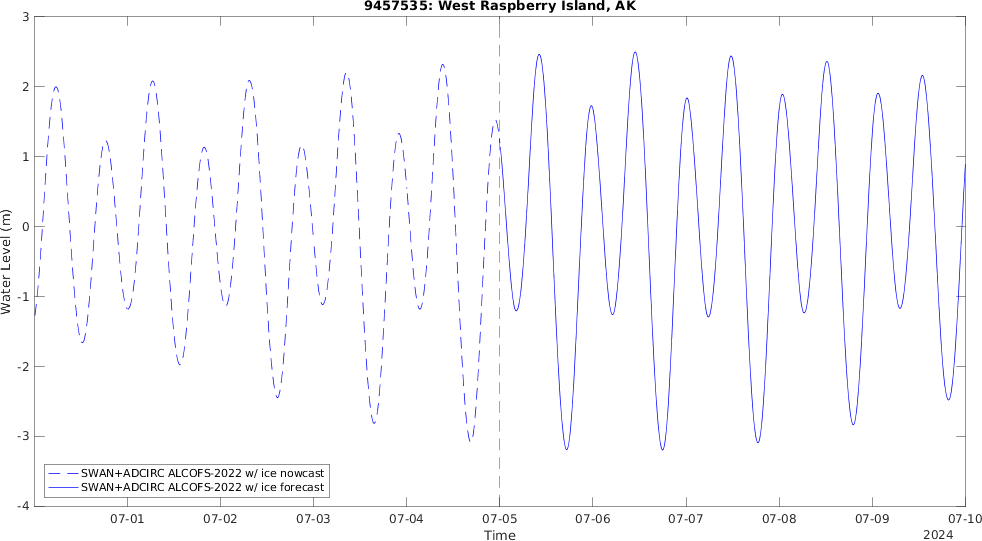 9457535: West Raspberry Island, AK
3
2
1
0
-1
-2
-3
-4
Water Level (m)
SWAN+ADCIRC ALCOFS-2022 w/ ice nowcast
SWAN+ADCIRC ALCOFS-2022 w/ ice forecast
07-01 07-02 07-03 07-04 07-05 07-06 07-07 07-08 07-09 07-10
Time
2024